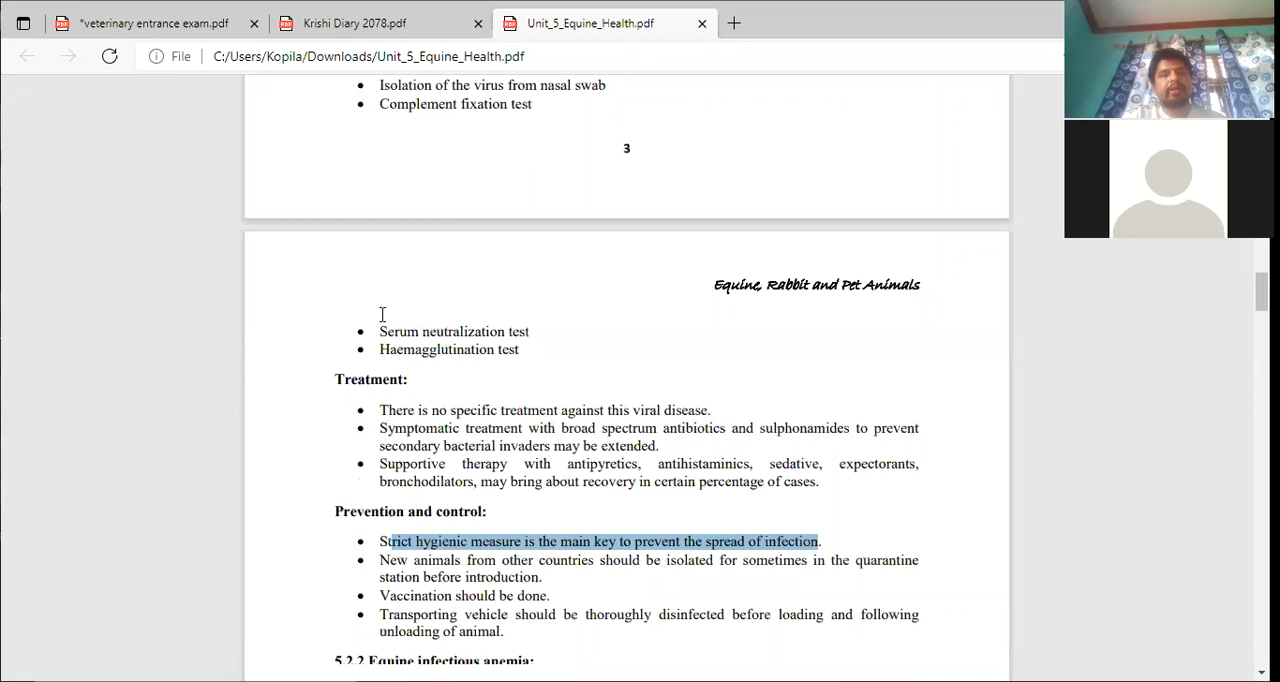 *veterinary entrance exam.pdf
Krishi Diary 2078.pdf
Unit_5_Equine_Health.pdf
File C:/Users/Kopila/Downloads/Unit_5_Equine_Health.pdf
• Isolation of the virus from nasal swab
• Complement fixation test
3
Equine, Rabbit and Pet Animals
• Serum neutralization test
• Haemagglutination test
Treatment:
• There is no specific treatment against this viral disease.
• Symptomatic treatment with broad spectrum antibiotics and sulphonamides to prevent
secondary bacterial invaders may be extended.
• Supportive therapy with antipyretics, antihistaminics, sedative, expectorants,
bronchodilators, may bring about recovery in certain percentage of cases.
Prevention and control:
• Strict hygienic measure is the main key to prevent the spread of infection.
• New animals from other countries should be isolated for sometimes in the quarantine
station before introduction.
• Vaccination should be done.
• Transporting vehicle should be thoroughly disinfected before loading and following
unloading of animal.
5.2.2 Equine infectious anemia: